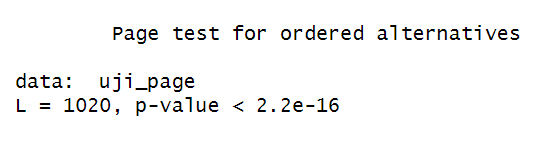 Page test for ordered alternatives
data:  uji_page
L = 1020, p-value < 2.2e-16